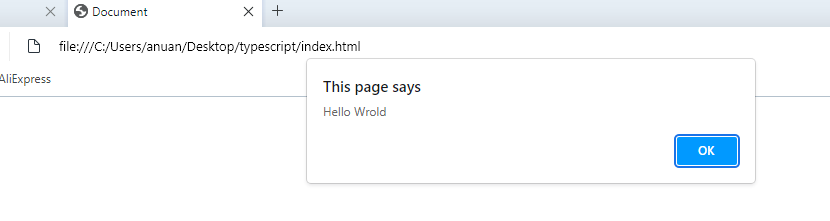 Document
file:///C:/Users/anuan/Desktop/typescript/index.html
AliExpress
This page says
Hello Wrold
OK